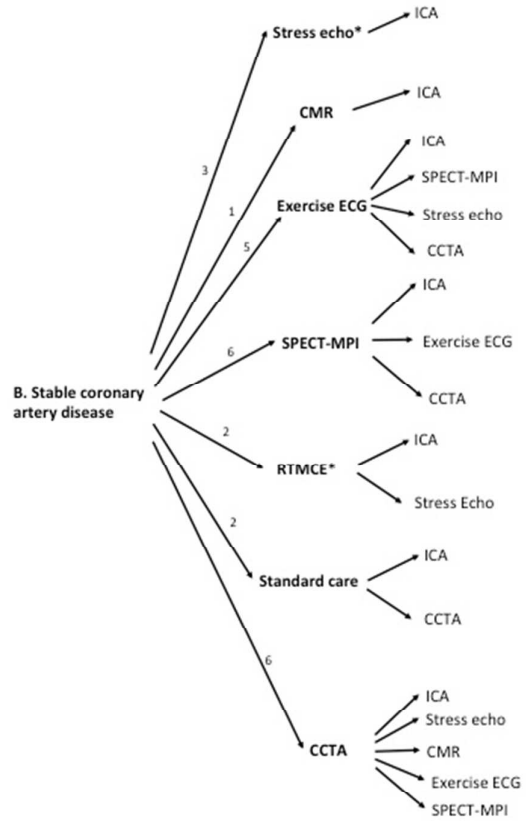 ICA
Stress echo*
ICA
CMR
ICA
3
SPECT-MPI
1
Exercise ECG
Stress echo
5
CCTA
ICA
6
SPECT-MPI
Exercise ECG
B. Stable coronary
artery disease
CCTA
2
ICA
RTMCE*
Stress Echo
2
ICA
Standard care
CCTA
6
ICA
Stress echo
CCTA
CMR
Exercise ECG
SPECT-MPI